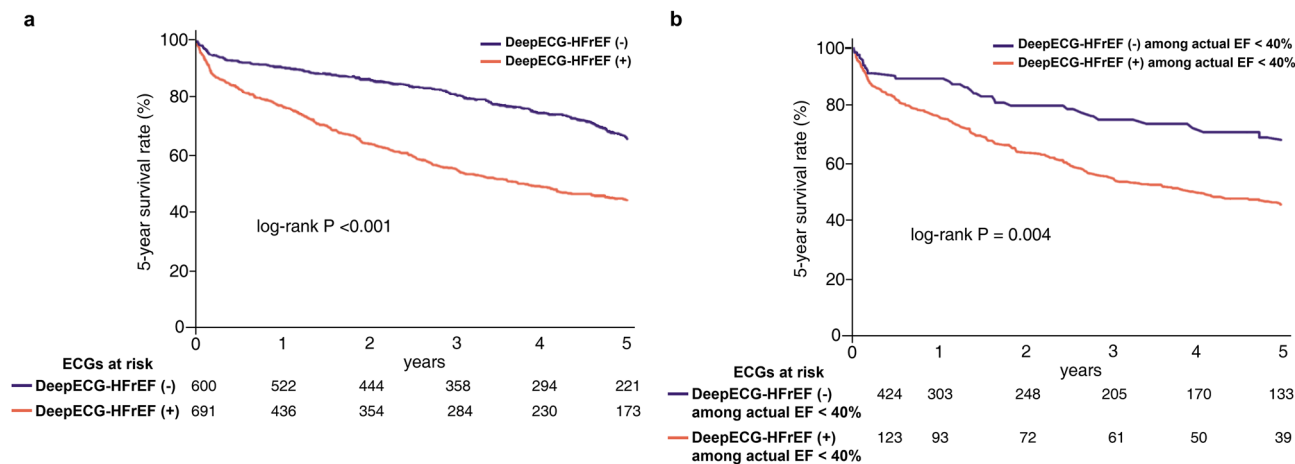 a
100
80
60
40
20
0
5-year survival rate (%)
DeepECG-HFrEF (-)
DeepECG-HFrEF (+)
log-rank P <0.001
0 1 2 3 4 5
years
ECGs at risk
DeepECG-HFrEF (-) 600 522 444 358 294 221
DeepECG-HFrEF (+) 691 436 354 284 230 173
b
100
80
60
40
20
0
5-year survival rate (%)
DeepECG-HFrEF (-) among actual EF < 40%
DeepECG-HFrEF (+) among actual EF < 40%
log-rank P = 0.004
0 1 2 3 4 5
years
ECGs at risk
DeepECG-HFrEF (-) 424 303 248 205 170 133
among actual EF < 40%
DeepECG-HFrEF (+) 123 93 72 61 50 39
among actual EF < 40%